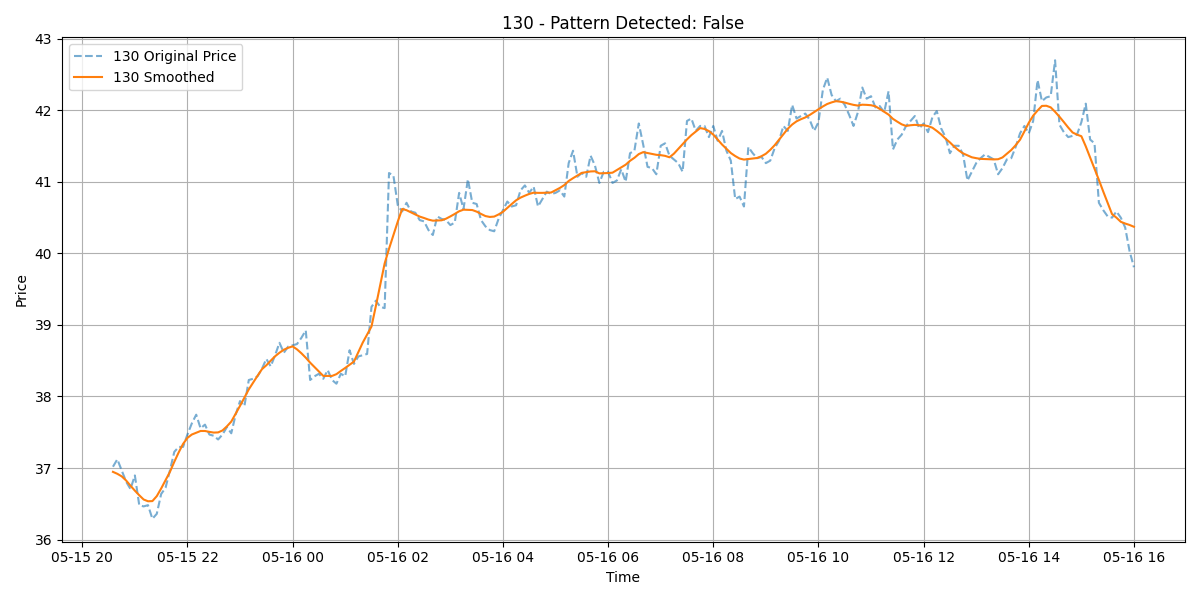 130 - Pattern Detected: False
43
130 Original Price
130 Smoothed
42
41
40
39
38
37
36
Price
05-15 20 05-15 22 05-16 00 05-16 02 05-16 04 05-16 06 05-16 08 05-16 10 05-16 12 05-16 14 05-16 16
Time